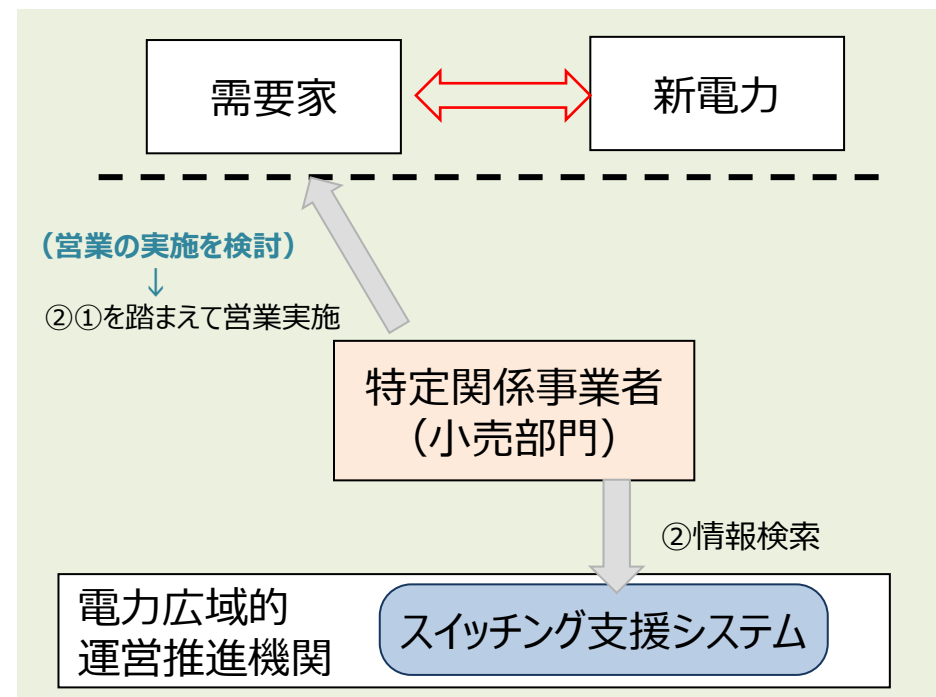 需要家
新電力
（営業の実施を検討）
↓
②①を踏まえて営業実施
特定関係事業者
（小売部門）
②情報検索
電力広域的
運営推進機関
スイッチング支援システム